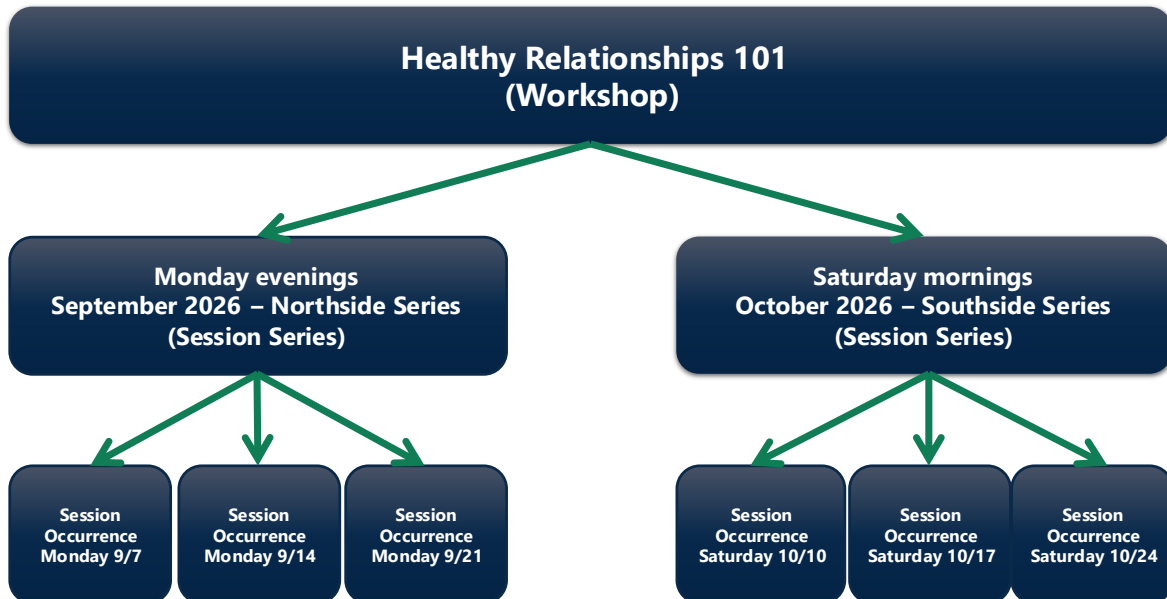 Healthy Relationships 101
(Workshop)
Monday evenings
September 2026 – Northside Series
(Session Series)
Saturday mornings
October 2026 – Southside Series
(Session Series)
Session
Occurrence
Monday 9/7
Session
Occurrence
Monday 9/14
Session
Occurrence
Monday 9/21
Session
Occurrence
Saturday 10/10
Session
Occurrence
Saturday 10/17
Session
Occurrence
Saturday 10/24